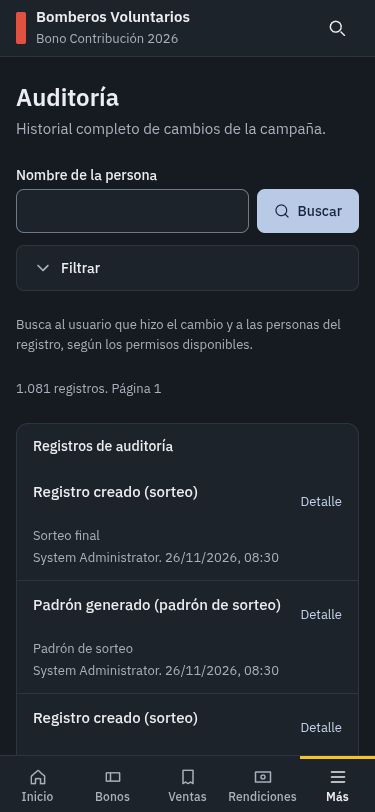 Bomberos Voluntarios
Bono Contribución 2026
Auditoría
Historial completo de cambios de la campaña.
Nombre de la persona
Buscar
Filtrar
Busca al usuario que hizo el cambio y a las personas del
registro, según los permisos disponibles.
1.081 registros. Página 1
Registros de auditoría
Registro creado (sorteo)
Detalle
Sorteo final
System Administrator. 26/11/2026, 08:30
Padrón generado (padrón de sorteo)
Detalle
Padrón de sorteo
System Administrator. 26/11/2026, 08:30
Registro creado (sorteo)
Detalle
Inicio
Bonos
Ventas
Rendiciones
Más